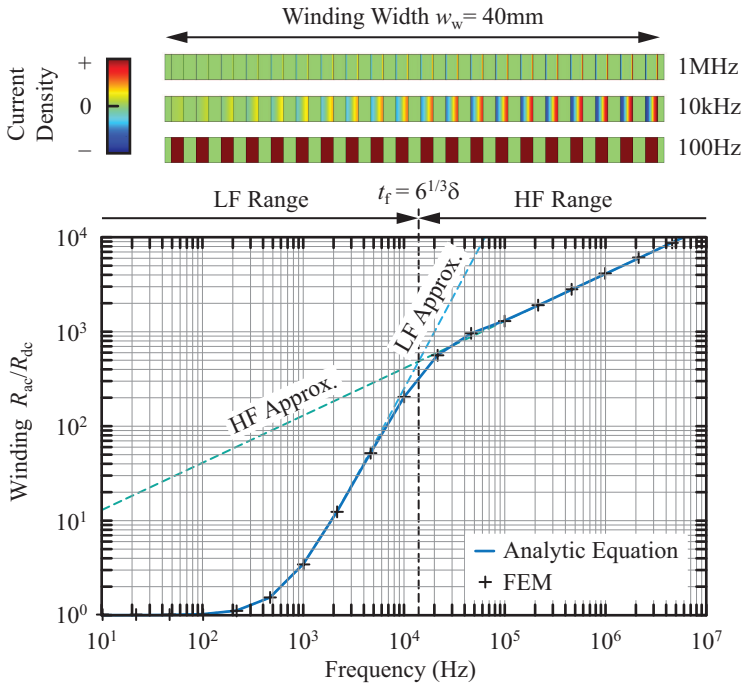 Winding Width w_w = 40mm
+
0
−
Current
Density
1MHz
10kHz
100Hz
LF Range
t_f = 6^{1/3}δ
HF Range
10^4
10^3
10^2
10^1
10^0
Winding R_ac/R_dc
LF Approx.
HF Approx.
Analytic Equation
+ FEM
10^1
10^2
10^3
10^4
10^5
10^6
10^7
Frequency (Hz)